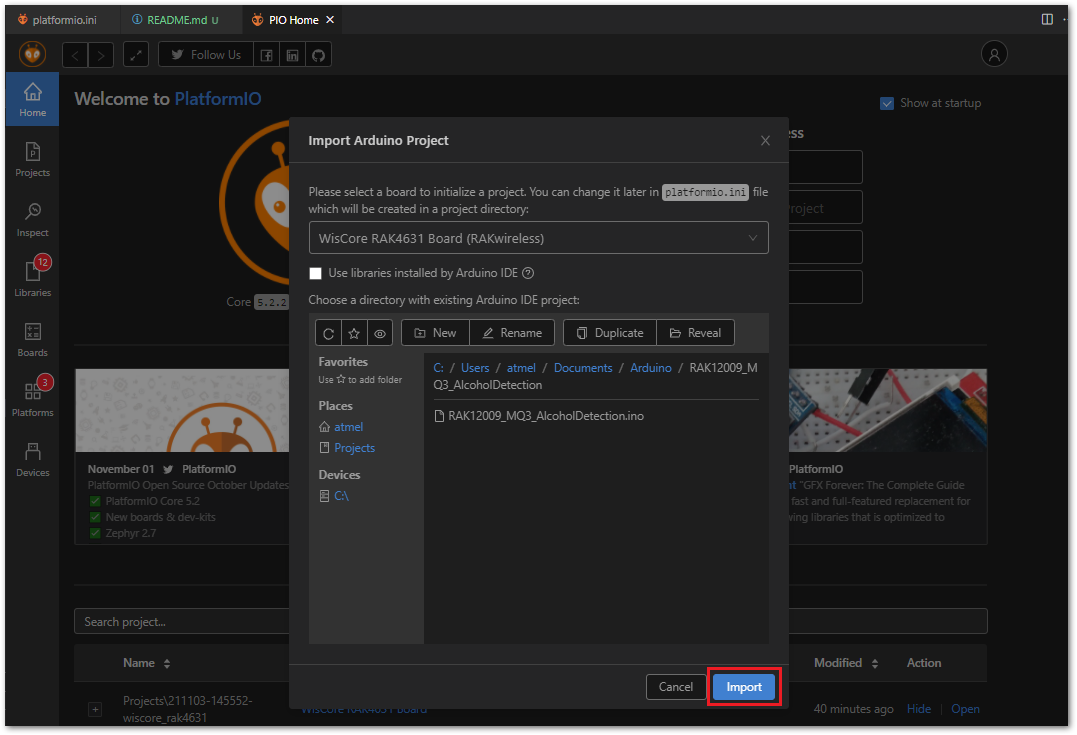 platformio.ini
README.md U
PIO Home
Follow Us
Home
Projects
Inspect
12
Libraries
Boards
3
Platforms
Devices
Welcome to PlatformIO
Show at startup
Core 5.2.2
Import Arduino Project
Please select a board to initialize a project. You can change it later in platformio.ini file
which will be created in a project directory:
WisCore RAK4631 Board (RAKwireless)
Use libraries installed by Arduino IDE
Choose a directory with existing Arduino IDE project:
New
Rename
Duplicate
Reveal
Favorites
Use ☆ to add folder
Places
atmel
Projects
Devices
C:\
C: / Users / atmel / Documents / Arduino / RAK12009_M
Q3_AlcoholDetection
RAK12009_MQ3_AlcoholDetection.ino
Cancel
Import
ss
roject
November 01 PlatformIO
PlatformIO Open Source October Updates
PlatformIO Core 5.2
New boards & dev-kits
Zephyr 2.7
PlatformIO
nt "GFX Forever: The Complete Guide
fast and full-featured replacement for
wing libraries that is optimized to
Search project...
Name
Modified
Action
Projects\211103-145552-
wiscore_rak4631
WisCore RAK4631 Board
40 minutes ago
Hide
Open